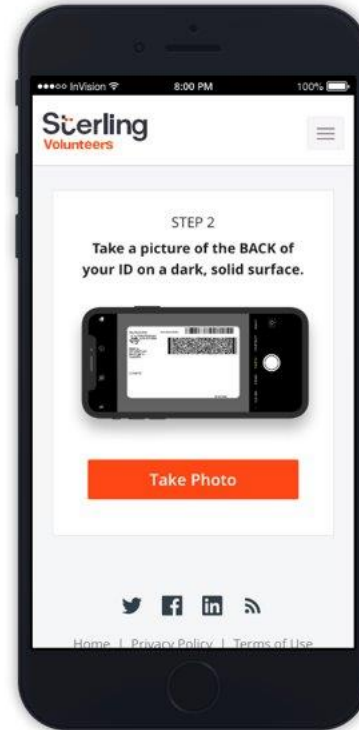 ●●●○○ InVision 8:00 PM 100%
Sterling
Volunteers
STEP 2
Take a picture of the BACK of
your ID on a dark, solid surface.
Take Photo
Home | Privacy Policy | Terms of Use